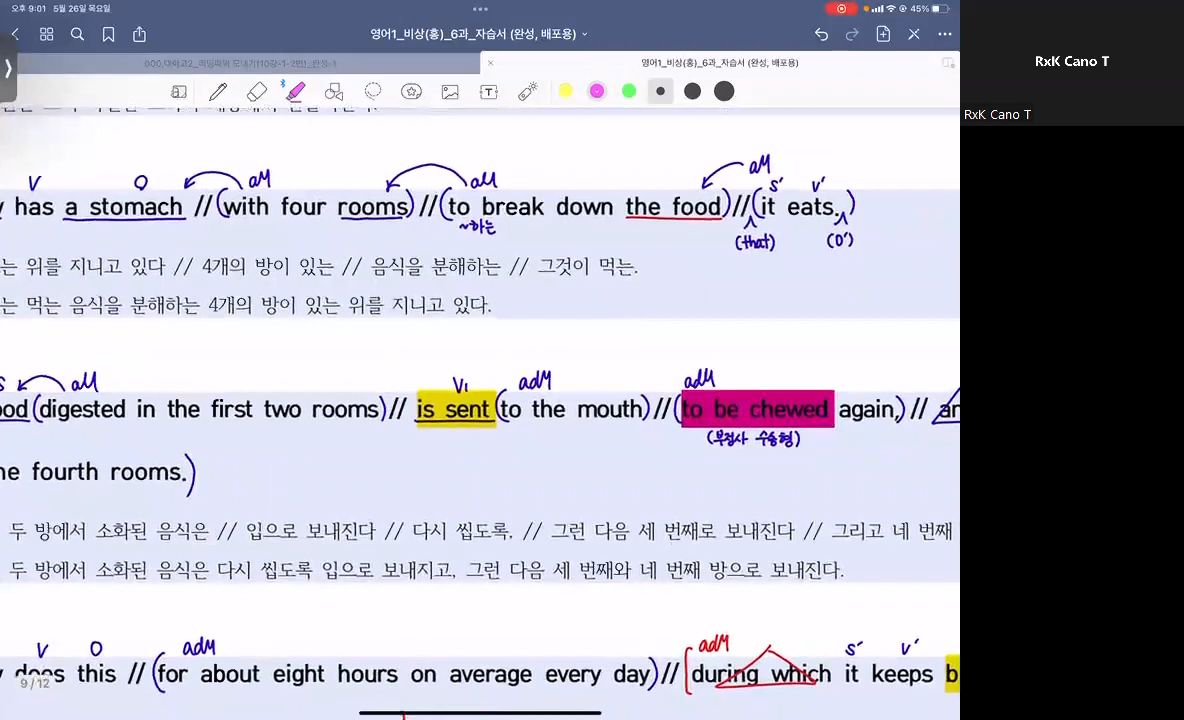 오후 9:01 5월 26일 목요일
45%
영어1_비상(홍)_6과_자습서 (완성, 배포용)
영어1_비상(홍)_6과_자습서 (완성, 배포용)
RxK Cano T
RxK Cano T
V O aM aM aM s' v'
has a stomach // (with four rooms) // (to break down the food) // (it eats.)
~하는 (that) (o')
는 위를 지니고 있다 // 4개의 방이 있는 // 음식을 분해하는 // 그것이 먹는.
는 먹는 음식을 분해하는 4개의 방이 있는 위를 지니고 있다.
s aM V₁ adM adM
(digested in the first two rooms) // is sent (to the mouth) // (to be chewed again,) //
(부정사 수동형)
fourth rooms.)
두 방에서 소화된 음식은 // 입으로 보내진다 // 다시 씹도록. // 그런 다음 세 번째로 보내진다 // 그리고 네 번째
두 방에서 소화된 음식은 다시 씹도록 입으로 보내지고, 그런 다음 세 번째와 네 번째 방으로 보내진다.
V O adM adM s' v'
does this // (for about eight hours on average every day) // [during which it keeps
9/12